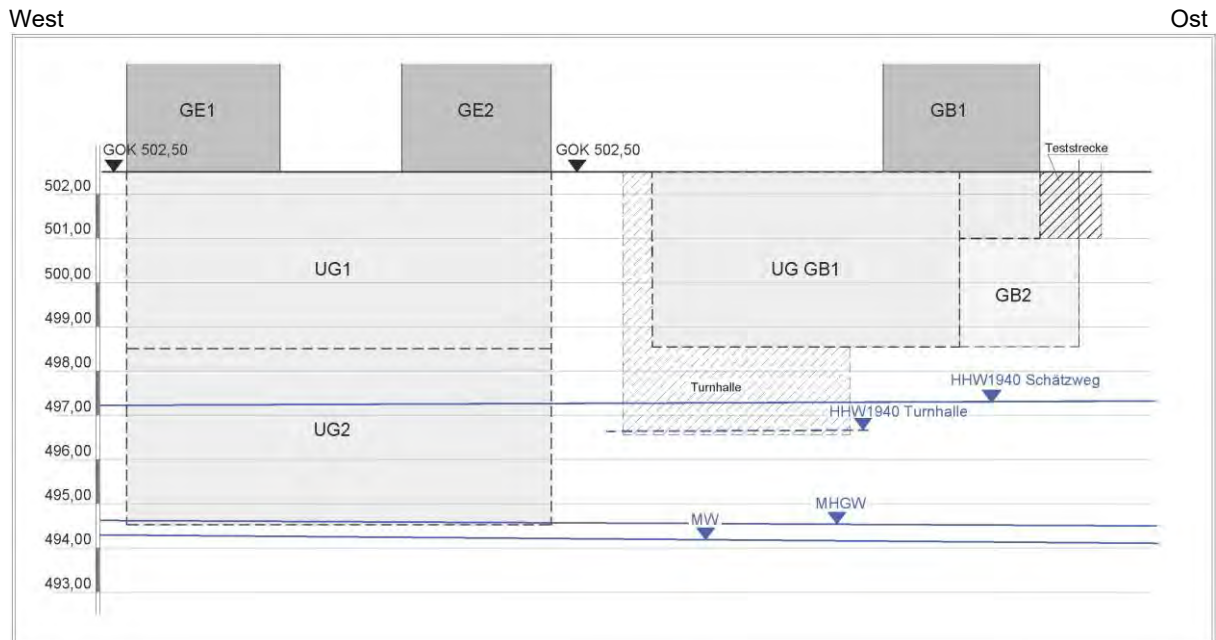 West
Ost
GE1
GE2
GB1
GOK 502,50
GOK 502,50
Teststrecke
502,00
501,00
500,00
499,00
498,00
497,00
496,00
495,00
494,00
493,00
UG1
UG GB1
GB2
Turnhalle
HHW1940 Schätzweg
HHW1940 Turnhalle
UG2
MHGW
MW